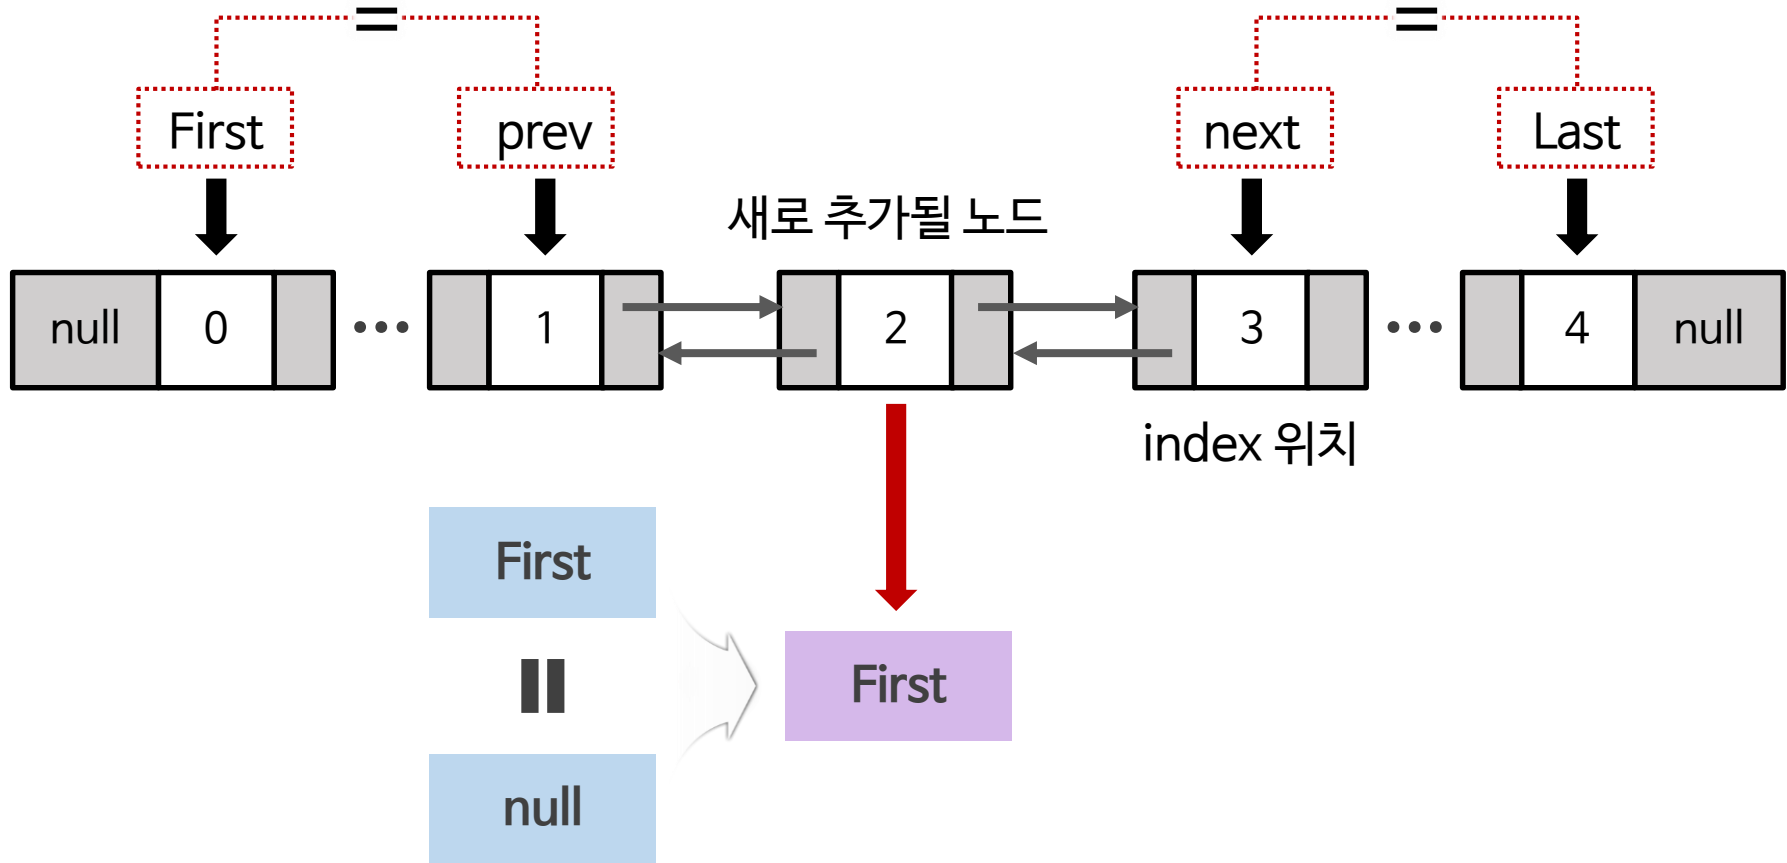 =
=
First
prev
next
Last
새로 추가될 노드
null
0
...
1
2
3
...
4
null
index 위치
First
=
First
null